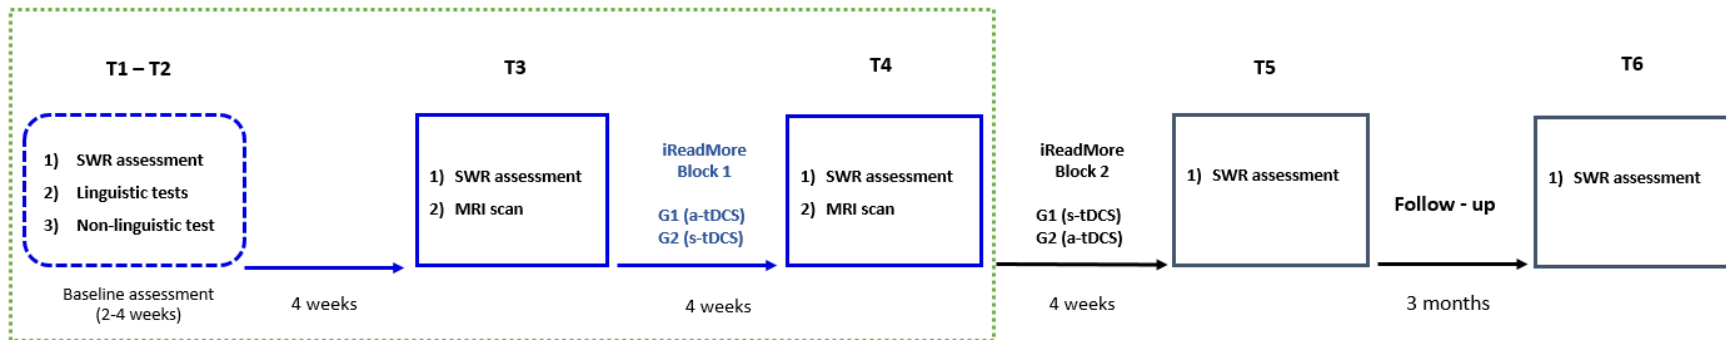 T1 – T2
1) SWR assessment
2) Linguistic tests
3) Non-linguistic test
Baseline assessment
(2-4 weeks)
4 weeks
T3
1) SWR assessment
2) MRI scan
iReadMore
Block 1
G1 (a-tDCS)
G2 (s-tDCS)
4 weeks
T4
1) SWR assessment
2) MRI scan
iReadMore
Block 2
G1 (s-tDCS)
G2 (a-tDCS)
4 weeks
T5
1) SWR assessment
Follow - up
3 months
T6
1) SWR assessment